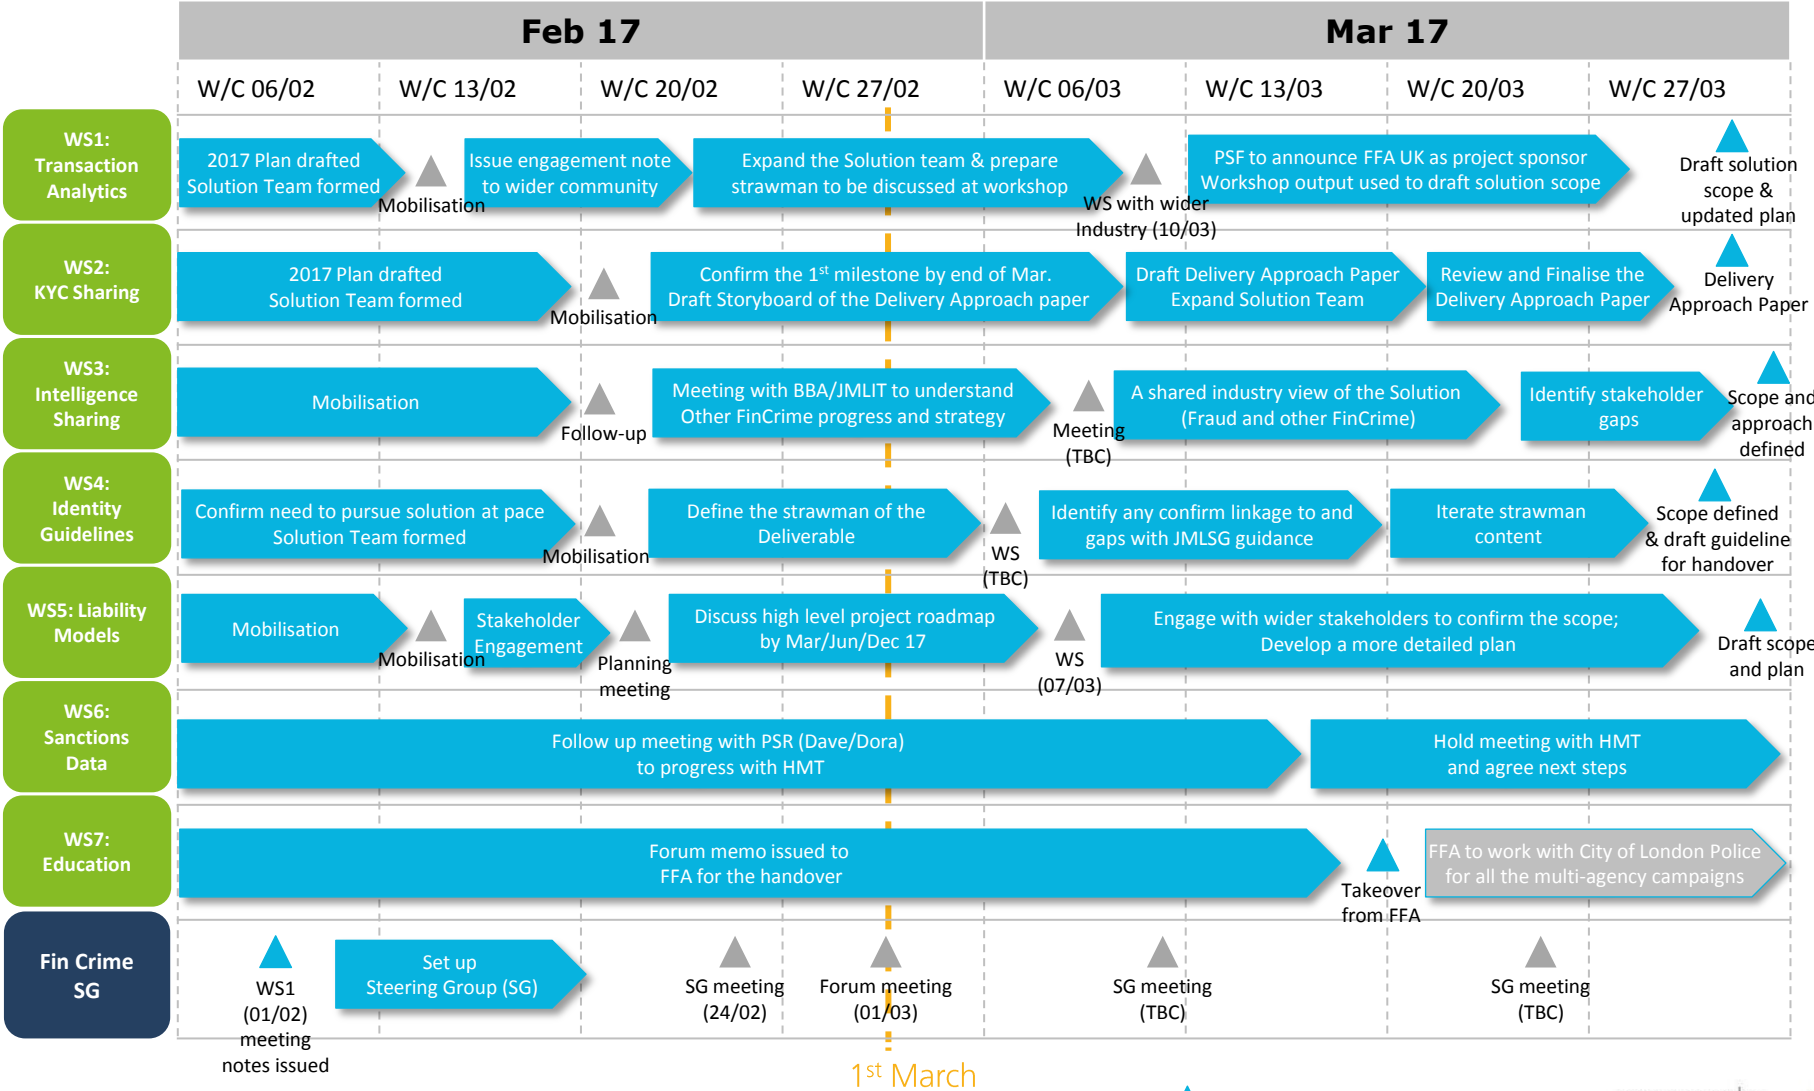 Feb 17
Mar 17
W/C 06/02
W/C 13/02
W/C 20/02
W/C 27/02
W/C 06/03
W/C 13/03
W/C 20/03
W/C 27/03
WS1:
Transaction
Analytics
2017 Plan drafted
Solution Team formed
Mobilisation
Issue engagement note
to wider community
Expand the Solution team & prepare
strawman to be discussed at workshop
WS with wider
Industry (10/03)
PSF to announce FFA UK as project sponsor
Workshop output used to draft solution scope
Draft solution
scope &
updated plan
WS2:
KYC Sharing
2017 Plan drafted
Solution Team formed
Mobilisation
Confirm the 1st milestone by end of Mar.
Draft Storyboard of the Delivery Approach paper
Draft Delivery Approach Paper
Expand Solution Team
Review and Finalise the
Delivery Approach Paper
Delivery
Approach Paper
WS3:
Intelligence
Sharing
Mobilisation
Follow-up
Meeting with BBA/JMLIT to understand
Other FinCrime progress and strategy
Meeting
(TBC)
A shared industry view of the Solution
(Fraud and other FinCrime)
Identify stakeholder
gaps
Scope and
approach
defined
WS4:
Identity
Guidelines
Confirm need to pursue solution at pace
Solution Team formed
Mobilisation
Define the strawman of the
Deliverable
WS
(TBC)
Identify any confirm linkage to and
gaps with JMLSG guidance
Iterate strawman
content
Scope defined
& draft guideline
for handover
WS5: Liability
Models
Mobilisation
Mobilisation
Stakeholder
Engagement
Planning
meeting
Discuss high level project roadmap
by Mar/Jun/Dec 17
WS
(07/03)
Engage with wider stakeholders to confirm the scope;
Develop a more detailed plan
Draft scope
and plan
WS6:
Sanctions
Data
Follow up meeting with PSR (Dave/Dora)
to progress with HMT
Hold meeting with HMT
and agree next steps
WS7:
Education
Forum memo issued to
FFA for the handover
Takeover
from FFA
FFA to work with City of London Police
for all the multi-agency campaigns
Fin Crime
SG
WS1
(01/02)
meeting
notes issued
Set up
Steering Group (SG)
SG meeting
(24/02)
Forum meeting
(01/03)
SG meeting
(TBC)
SG meeting
(TBC)
1st March